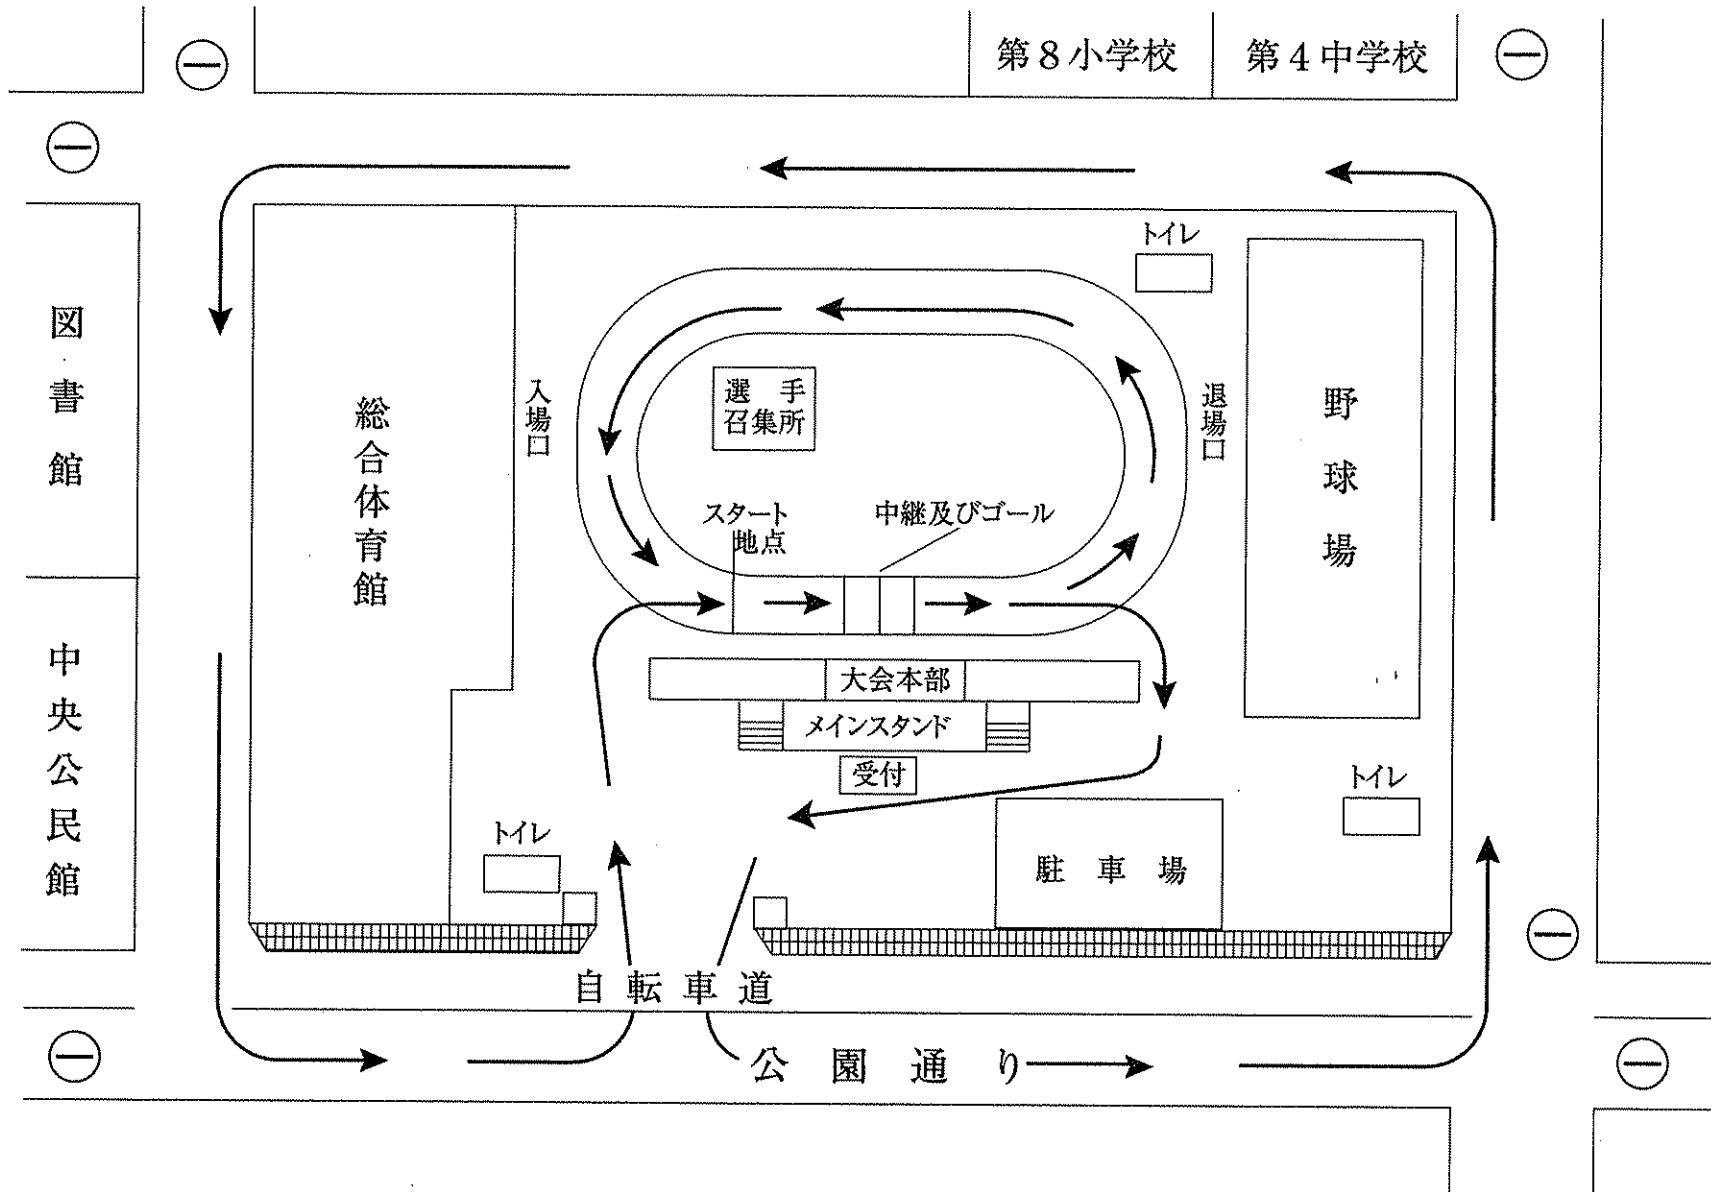 第8小学校
第4中学校
トイレ
図書館
総合体育館
入場口
選手
召集所
退場口
野球場
スタート
地点
中継及びゴール
中央公民館
大会本部
メインスタンド
受付
トイレ
トイレ
駐車場
自転車道
公園通り